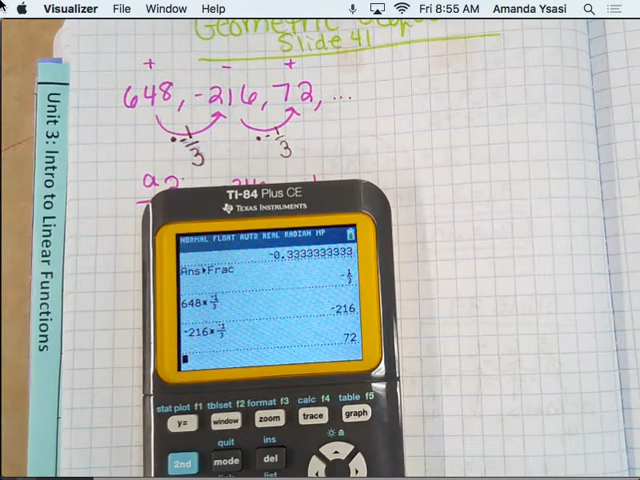 Visualizer File Window Help Fri 8:55 AM Amanda Ysasi
Geometric
Slide 41
+ - +
648, -216, 72, ...
· -1/3 · -1/3
Unit 3: Intro to Linear Functions
TI-84 Plus CE
TEXAS INSTRUMENTS
NORMAL FLOAT AUTO REAL RADIAN MP
-0.3333333333
Ans▸Frac
-1/3
648*-1/3
-216
-216*-1/3
72
stat plot f1 tblset f2 format f3 calc f4 table f5
y= window zoom trace graph
quit ins
2nd mode del